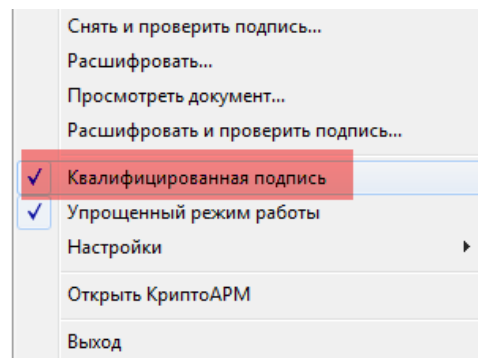 Снять и проверить подпись...
Расшифровать...
Просмотреть документ...
Расшифровать и проверить подпись...
Квалифицированная подпись
Упрощенный режим работы
Настройки
Открыть КриптоАРМ
Выход